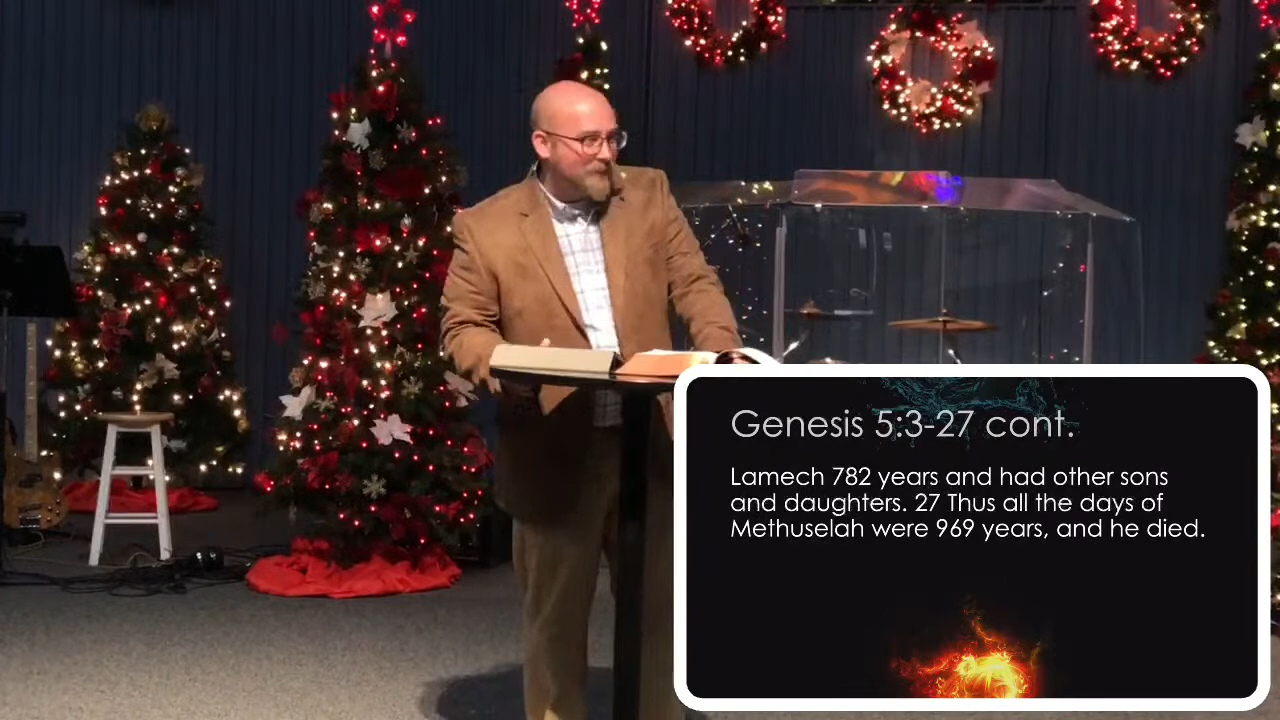 Genesis 5:3-27 cont.
Lamech 782 years and had other sons
and daughters. 27 Thus all the days of
Methuselah were 969 years, and he died.